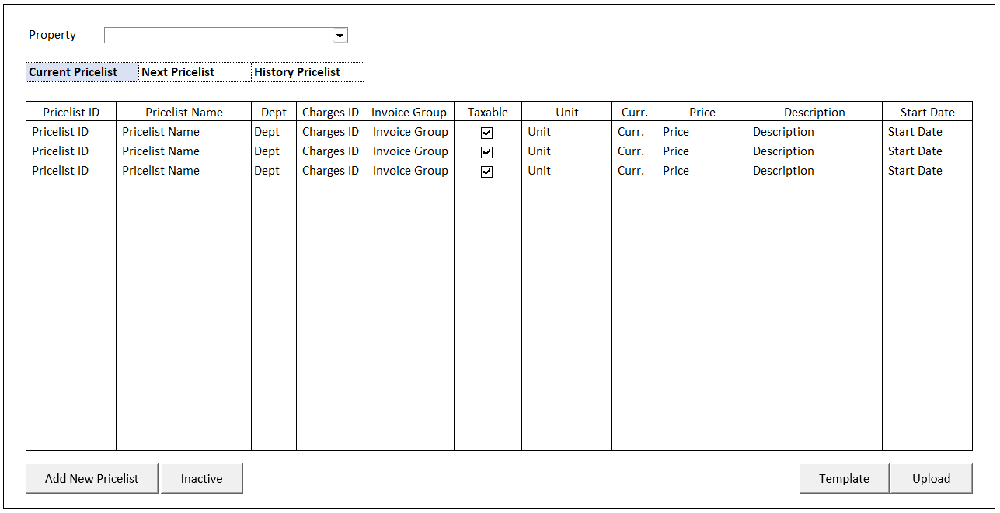 Property
Current Pricelist Next Pricelist History Pricelist
Pricelist ID Pricelist Name Dept Charges ID Invoice Group Taxable Unit Curr. Price Description Start Date
Pricelist ID Pricelist Name Dept Charges ID Invoice Group Unit Curr. Price Description Start Date
Pricelist ID Pricelist Name Dept Charges ID Invoice Group Unit Curr. Price Description Start Date
Pricelist ID Pricelist Name Dept Charges ID Invoice Group Unit Curr. Price Description Start Date
Add New Pricelist Inactive Template Upload